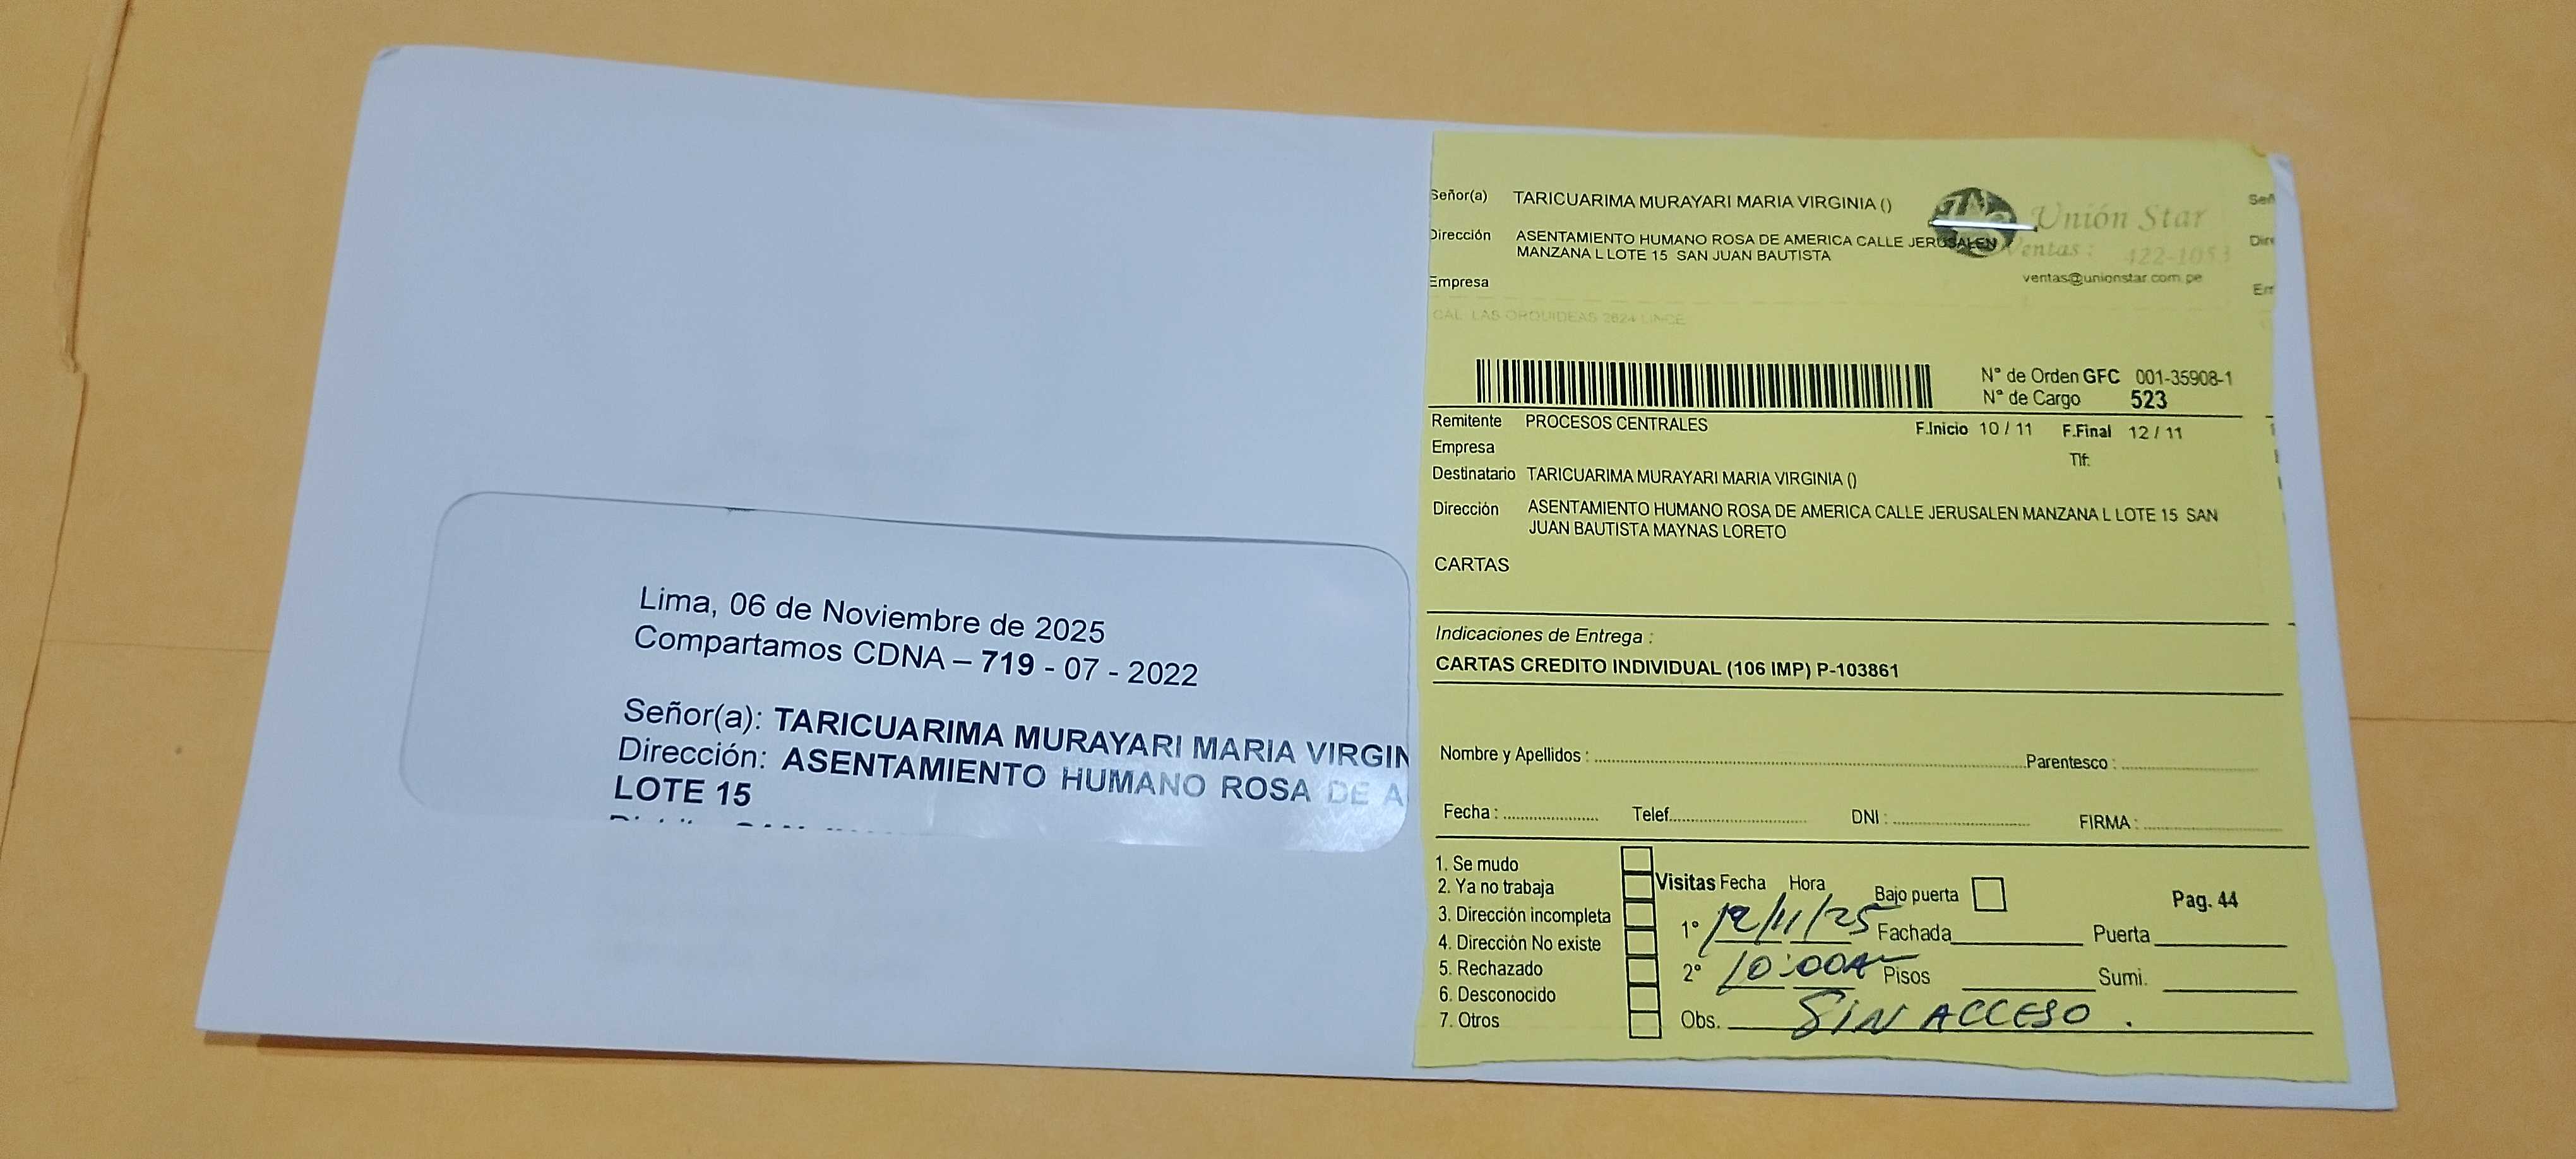 Lima, 06 de Noviembre de 2025
Compartamos CDNA – 719 - 07 - 2022
Señor(a): TARICUARIMA MURAYARI MARIA VIRGIN
Dirección: ASENTAMIENTO HUMANO ROSA DE A
LOTE 15
Señor(a) TARICUARIMA MURAYARI MARIA VIRGINIA ()
Dirección ASENTAMIENTO HUMANO ROSA DE AMERICA CALLE JERUSALEN
MANZANA L LOTE 15 SAN JUAN BAUTISTA
Empresa
Unión Star
Ventas: 422-1053
ventas@unionstar.com.pe
CAL. LAS ORQUIDEAS 2624 LINCE
N° de Orden GFC 001-35908-1
N° de Cargo 523
Remitente PROCESOS CENTRALES F.Inicio 10 / 11 F.Final 12 / 11
Empresa Tlf:
Destinatario TARICUARIMA MURAYARI MARIA VIRGINIA ()
Dirección ASENTAMIENTO HUMANO ROSA DE AMERICA CALLE JERUSALEN MANZANA L LOTE 15 SAN
JUAN BAUTISTA MAYNAS LORETO
CARTAS
Indicaciones de Entrega :
CARTAS CREDITO INDIVIDUAL (106 IMP) P-103861
Nombre y Apellidos : Parentesco :
Fecha : Telef. DNI : FIRMA :
1. Se mudo
2. Ya no trabaja
3. Dirección incompleta
4. Dirección No existe
5. Rechazado
6. Desconocido
7. Otros
Visitas Fecha Hora Bajo puerta Pag. 44
1° 12/11/25 Fachada Puerta
2° 10:00A Pisos Sumi.
Obs. SIN ACCESO .